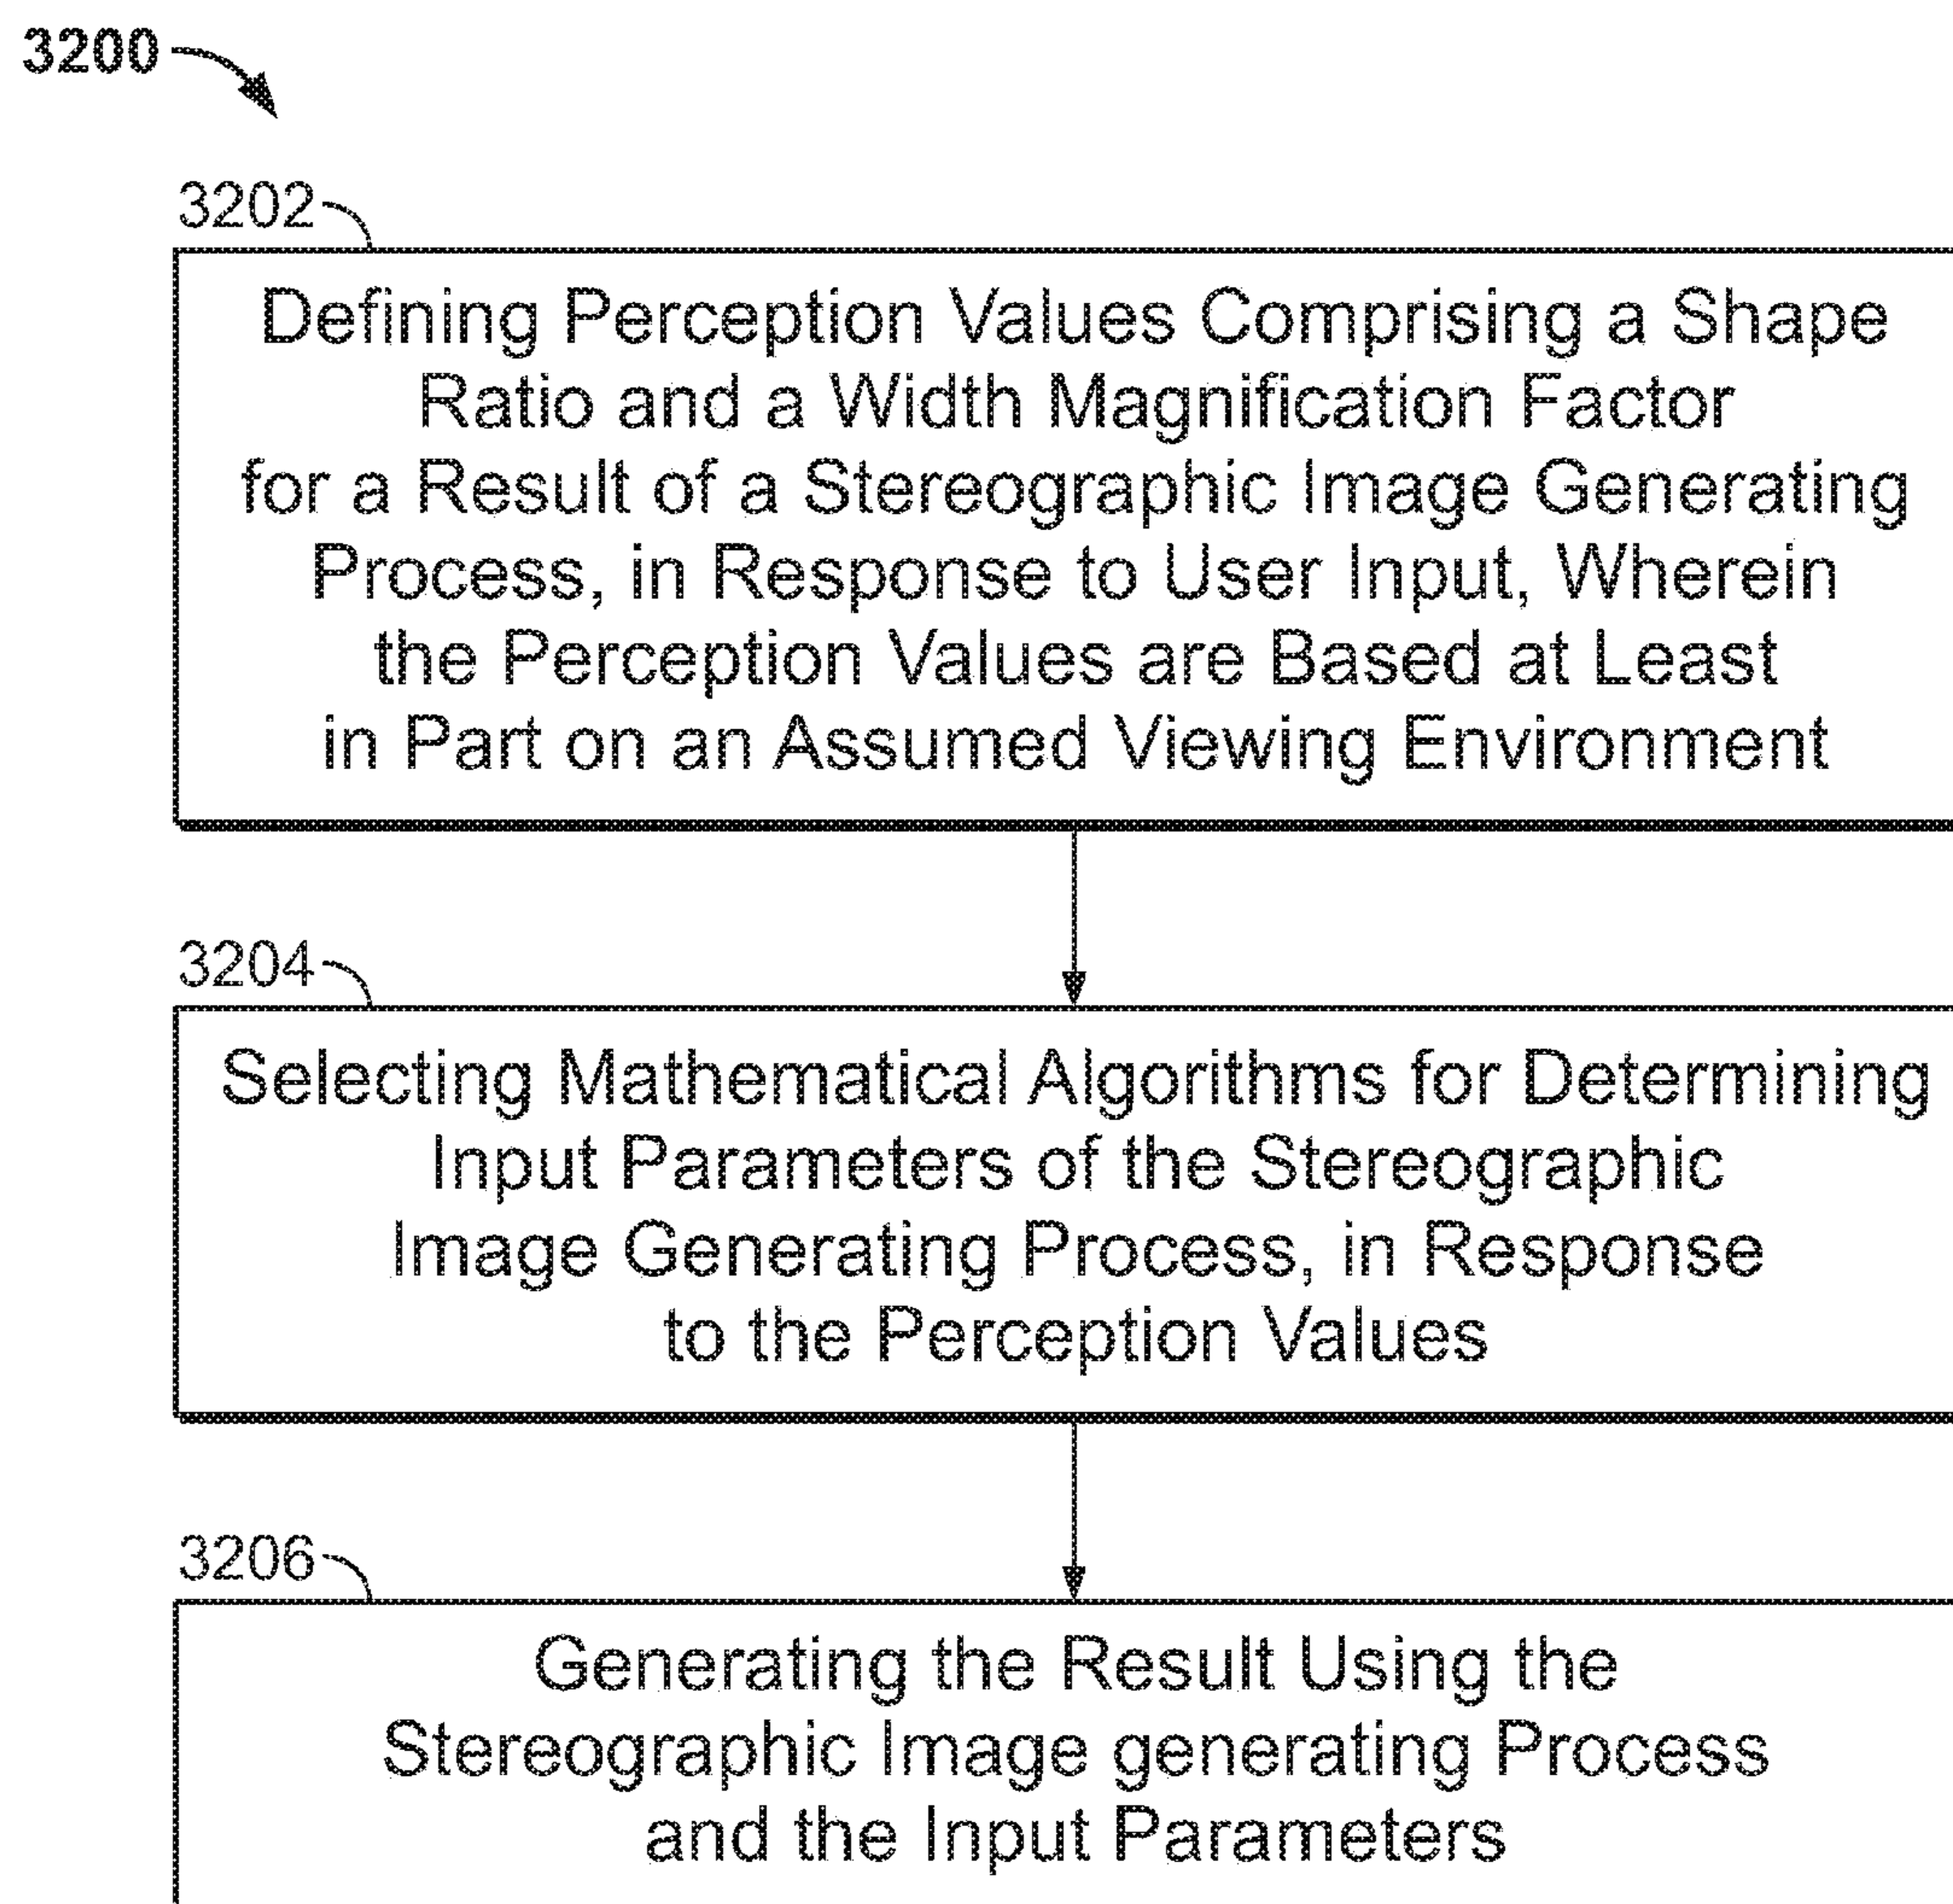 3200
3202
Defining Perception Values Comprising a Shape
Ratio and a Width Magnification Factor
for a Result of a Stereographic Image Generating
Process, in Response to User Input, Wherein
the Perception Values are Based at Least
in Part on an Assumed Viewing Environment
3204
Selecting Mathematical Algorithms for Determining
Input Parameters of the Stereographic
Image Generating Process, in Response
to the Perception Values
3206
Generating the Result Using the
Stereographic Image generating Process
and the Input Parameters